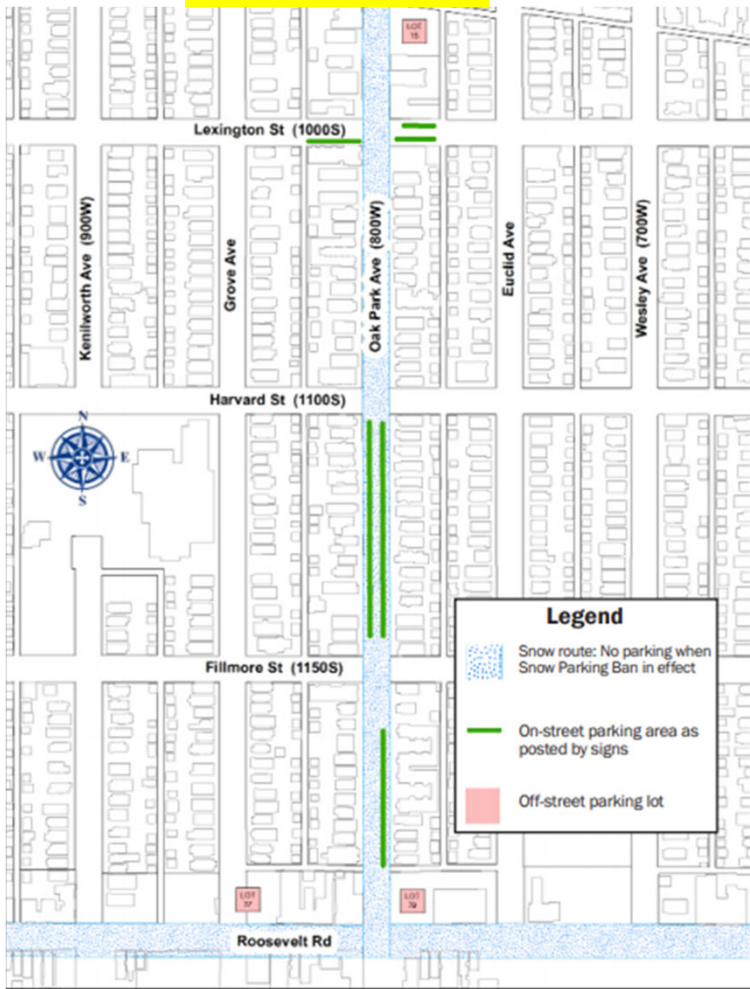 LOT
15
Lexington St (1000S)
Kenilworth Ave (900W)
Grove Ave
Oak Park Ave (800W)
Euclid Ave
Wesley Ave (700W)
Harvard St (1100S)
N
W
E
S
Legend
Snow route: No parking when
Snow Parking Ban in effect
On-street parking area as
posted by signs
Off-street parking lot
Fillmore St (1150S)
LOT
LOT
Roosevelt Rd